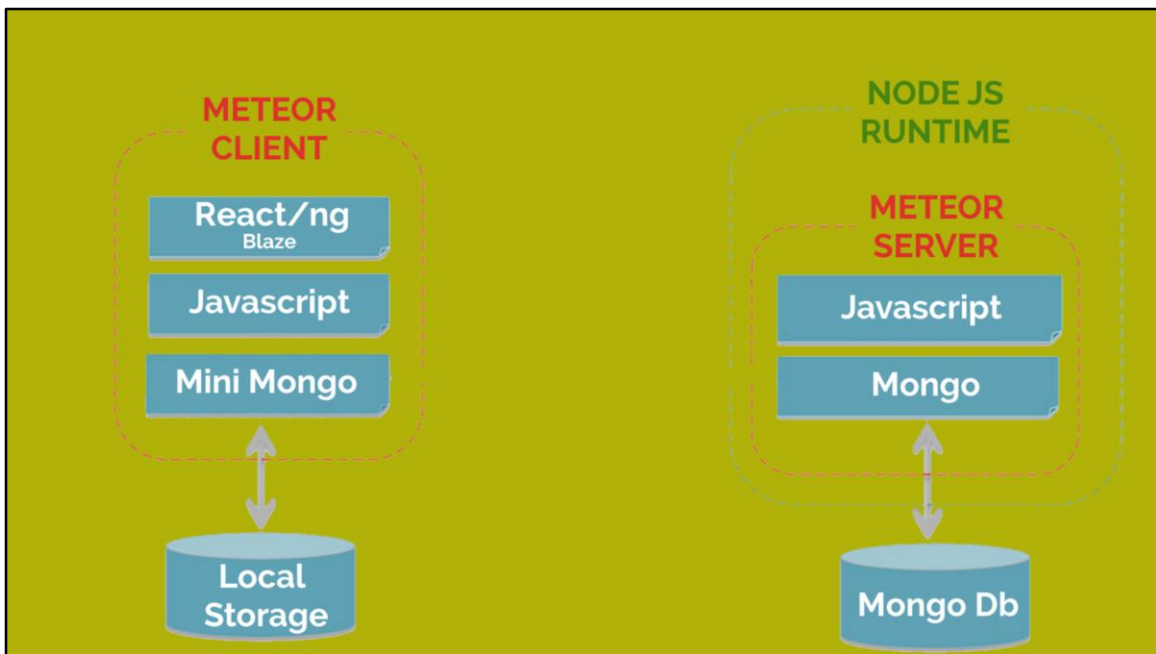 METEOR
CLIENT
React/ng
Blaze
Javascript
Mini Mongo
Local
Storage
NODE JS
RUNTIME
METEOR
SERVER
Javascript
Mongo
Mongo Db